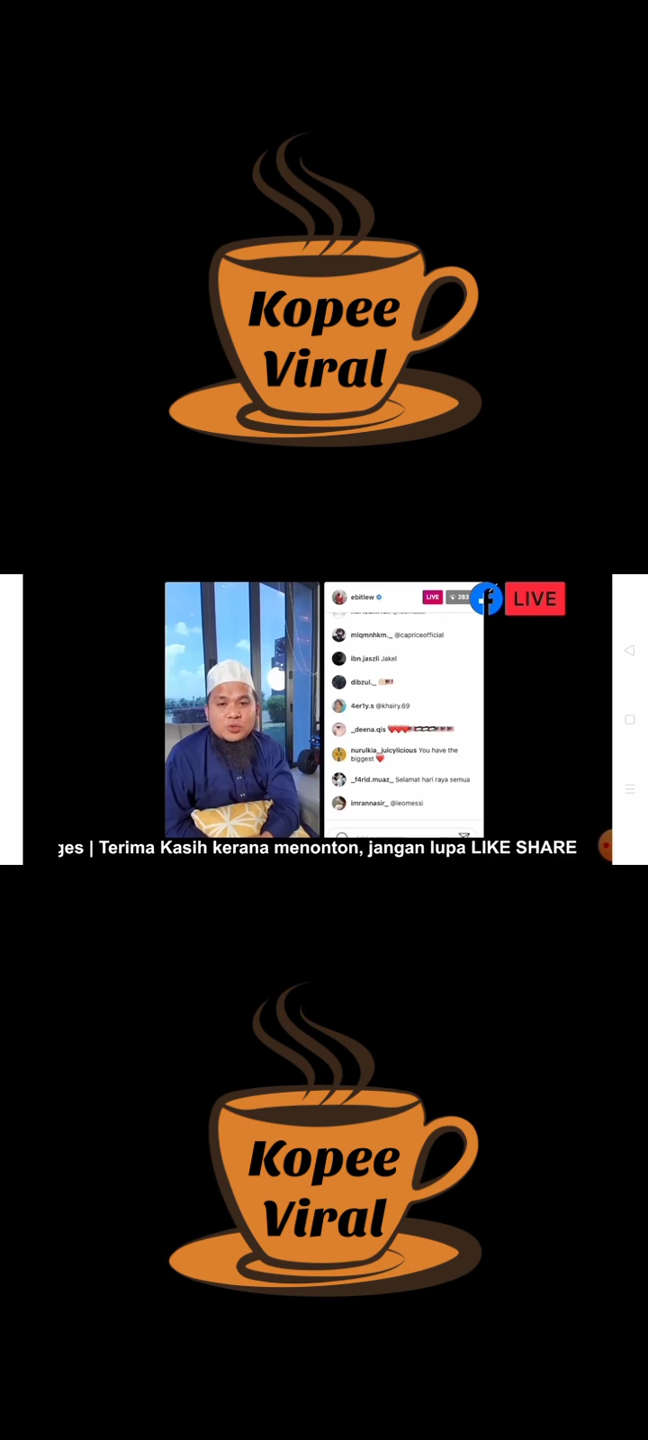 Kopee
Viral
ebitlew
LIVE
283
LIVE
mlqmnhkm._ @capriceofficial
ibn.jaszli Jakel
dibzul._
4er1y.s @khairy.69
_deena.qis
nurulkia_juicylicious You have the
biggest
_f4rid.muaz_ Selamat hari raya semua
imrannasir_ @leomessi
ges | Terima Kasih kerana menonton, jangan lupa LIKE SHARE
Kopee
Viral